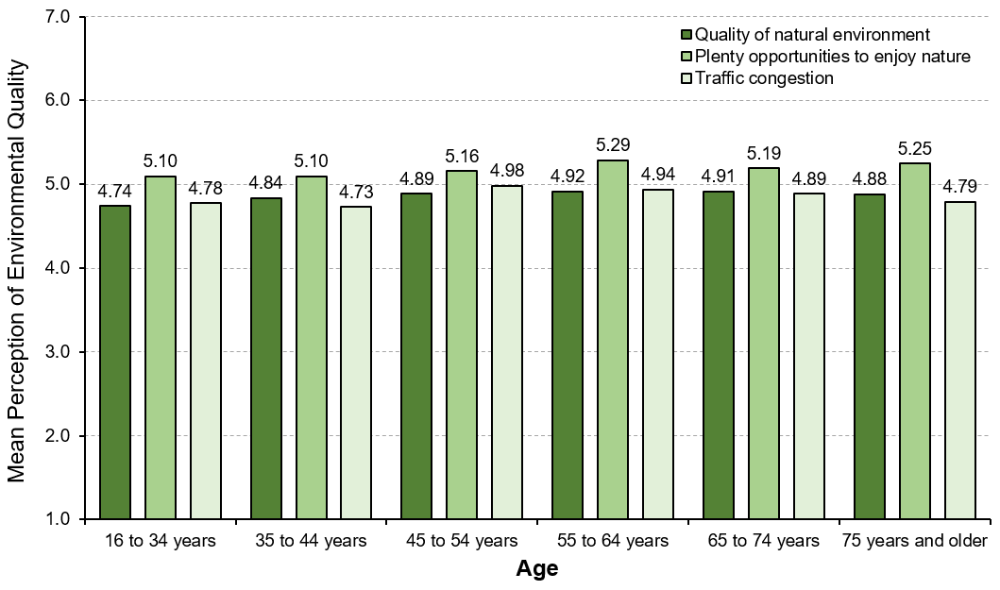 Mean Perception of Environmental Quality
7.0
6.0
5.0
4.0
3.0
2.0
1.0
Quality of natural environment
Plenty opportunities to enjoy nature
Traffic congestion
4.74 5.10 4.78
4.84 5.10 4.73
4.89 5.16 4.98
4.92 5.29 4.94
4.91 5.19 4.89
4.88 5.25 4.79
16 to 34 years 35 to 44 years 45 to 54 years 55 to 64 years 65 to 74 years 75 years and older
Age